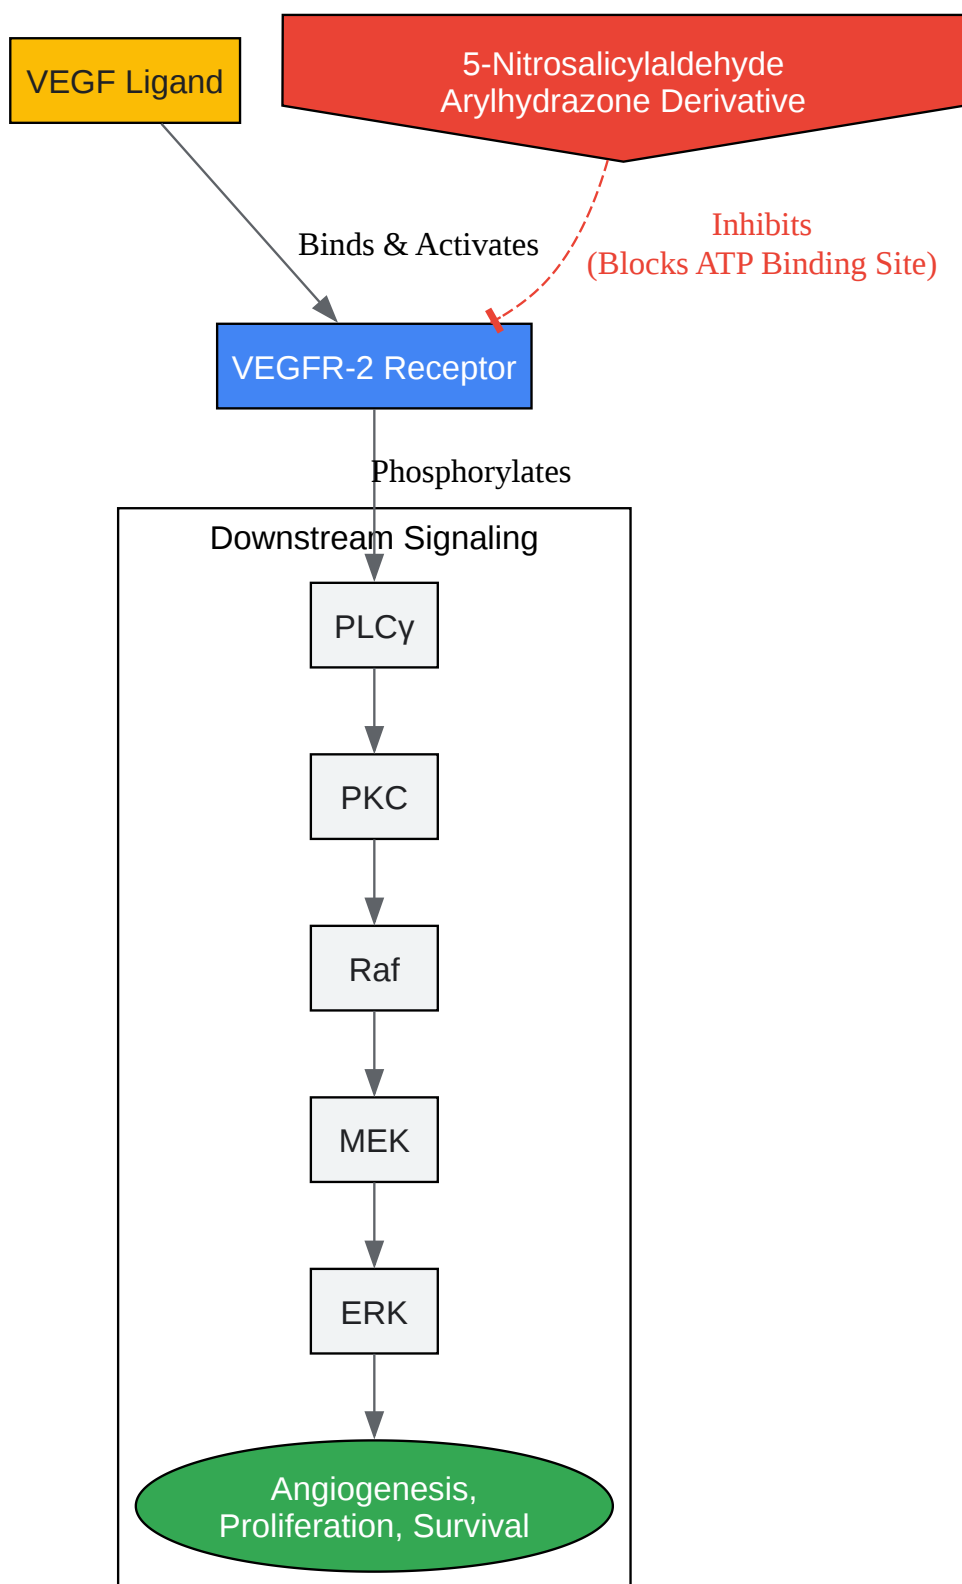 VEGF Ligand
5-Nitrosalicylaldehyde
Arylhydrazone Derivative
Binds & Activates
Inhibits
(Blocks ATP Binding Site)
VEGFR-2 Receptor
Phosphorylates
Downstream Signaling
PLCγ
PKC
Raf
MEK
ERK
Angiogenesis,
Proliferation, Survival